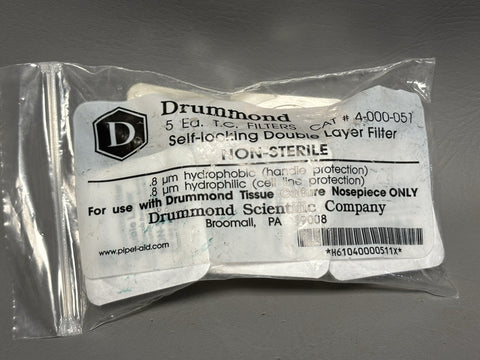 D
Drummond
5 Ea. T.C. FILTERS CAT # 4-000-051
Self-locking Double Layer Filter
NON-STERILE
.8 µm hydrophobic (handle protection)
.8 µm hydrophilic (cell line protection)
For use with Drummond Tissue Nosepiece ONLY
Drummond Scientific Company
Broomall, PA
www.pipet-aid.com
*H61040000511X*